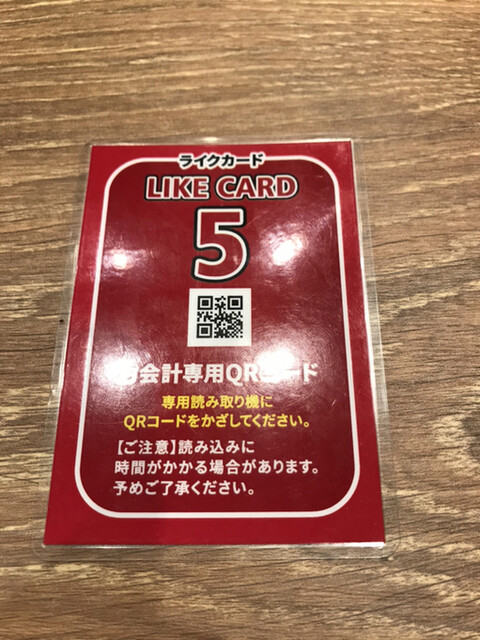 ライクカード
LIKE CARD
5
会計専用QRコード
専用読み取り機に
QRコードをかざしてください。
【ご注意】読み込みに
時間がかかる場合があります。
予めご了承ください。